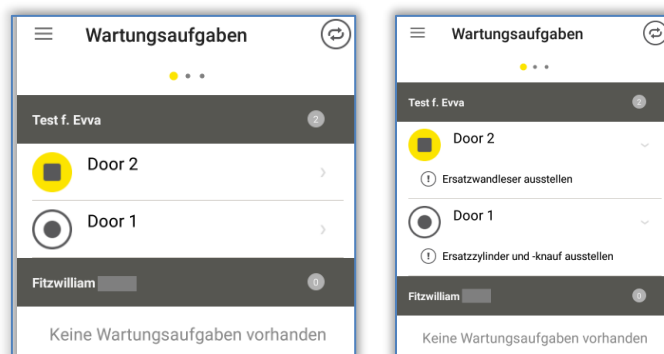 Wartungsaufgaben
Test f. Evva 2
Door 2
Door 1
Fitzwilliam 0
Keine Wartungsaufgaben vorhanden
Wartungsaufgaben
Test f. Evva 2
Door 2
! Ersatzwandleser ausstellen
Door 1
! Ersatzzylinder und -knauf ausstellen
Fitzwilliam 0
Keine Wartungsaufgaben vorhanden